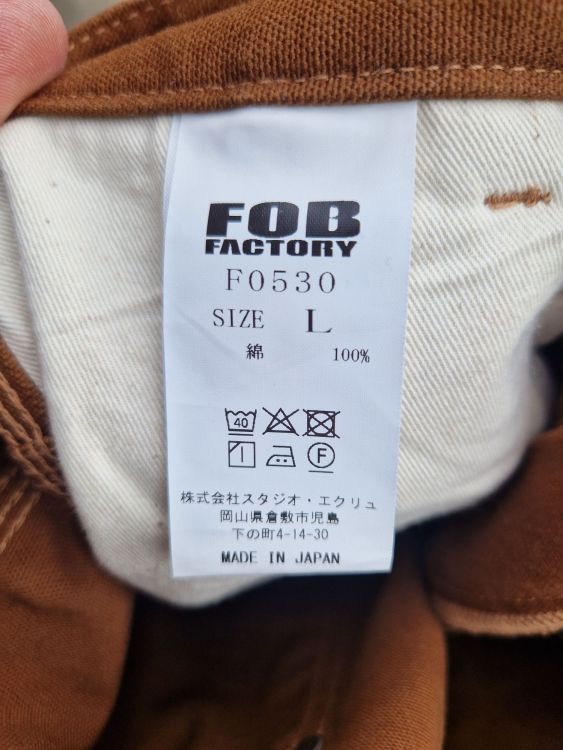 FOB
FACTORY
F0530
SIZE L
綿 100%
40
F
株式会社スタジオ・エクリュ
岡山県倉敷市児島
下の町4-14-30
MADE IN JAPAN